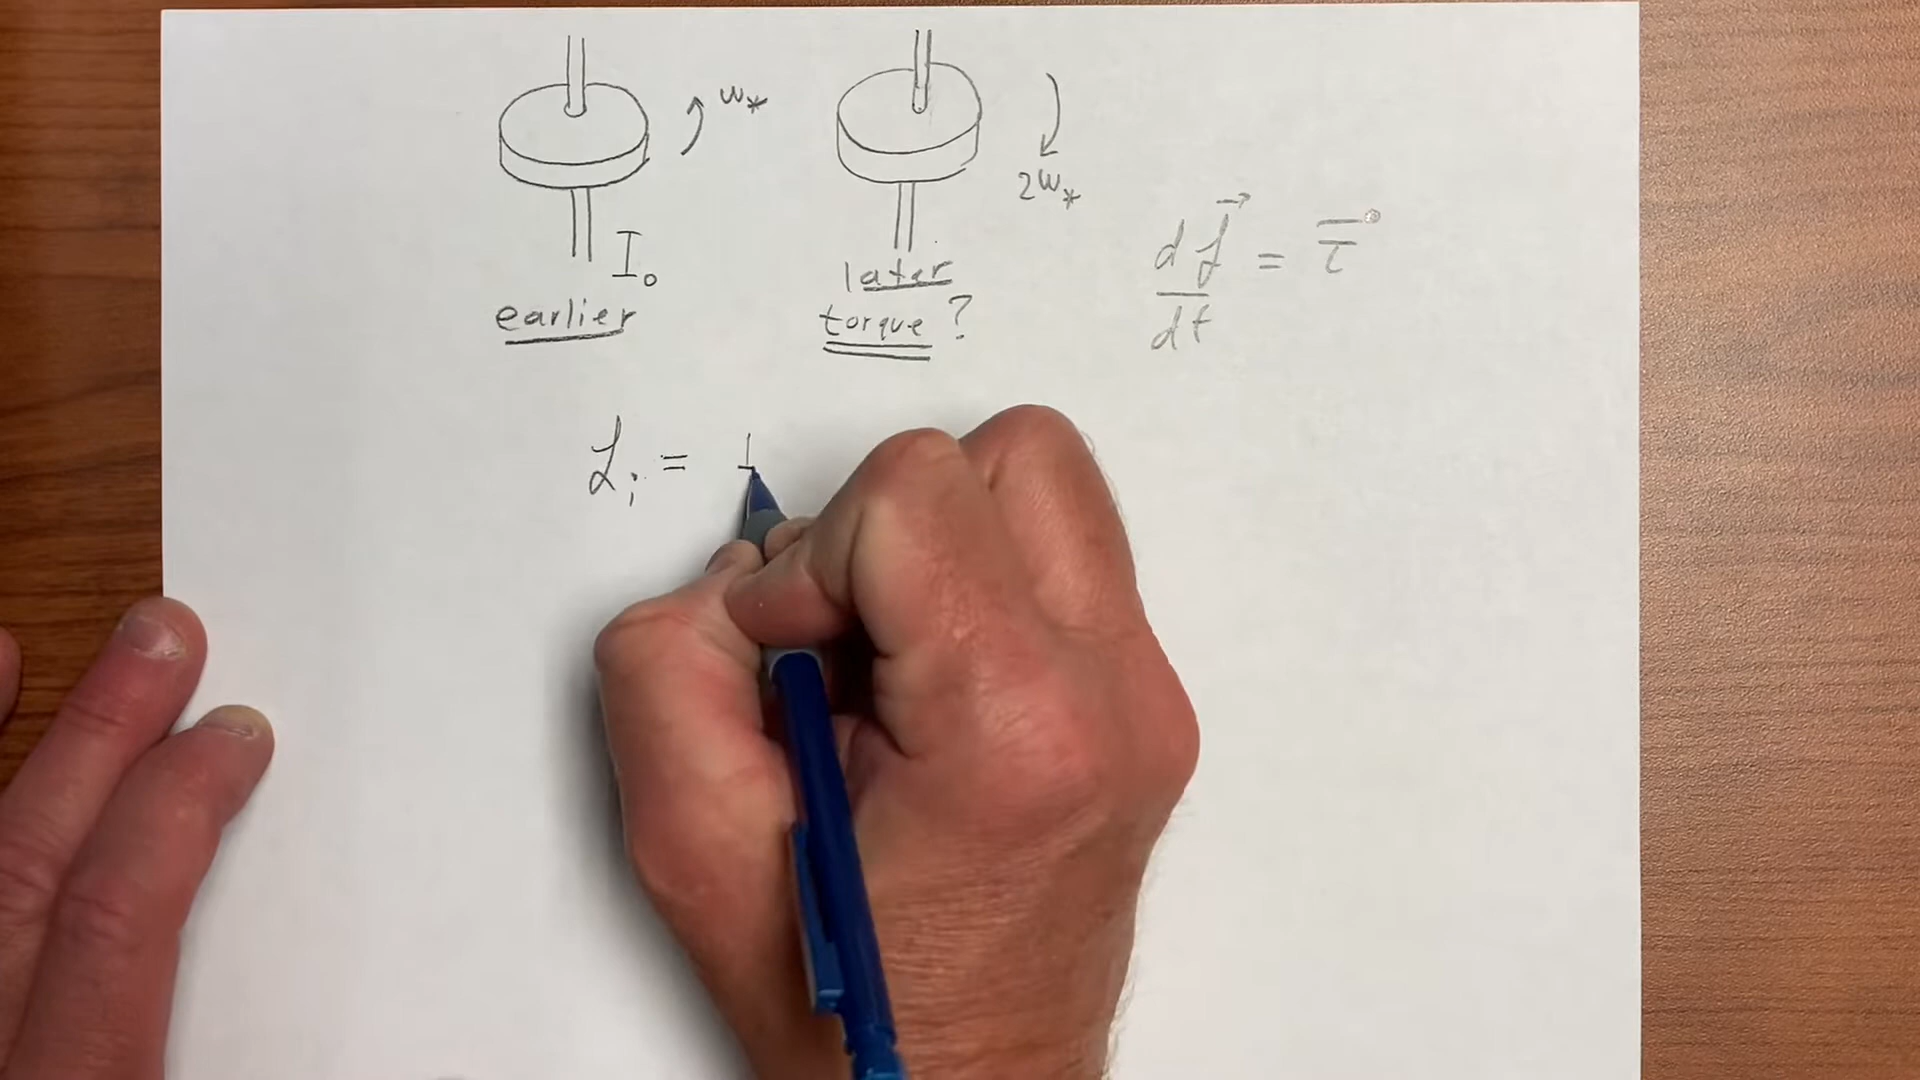 ω*
2ω*
I₀
earlier
later
torque?
dL⃗/dt = τ⃗
Lᵢ =